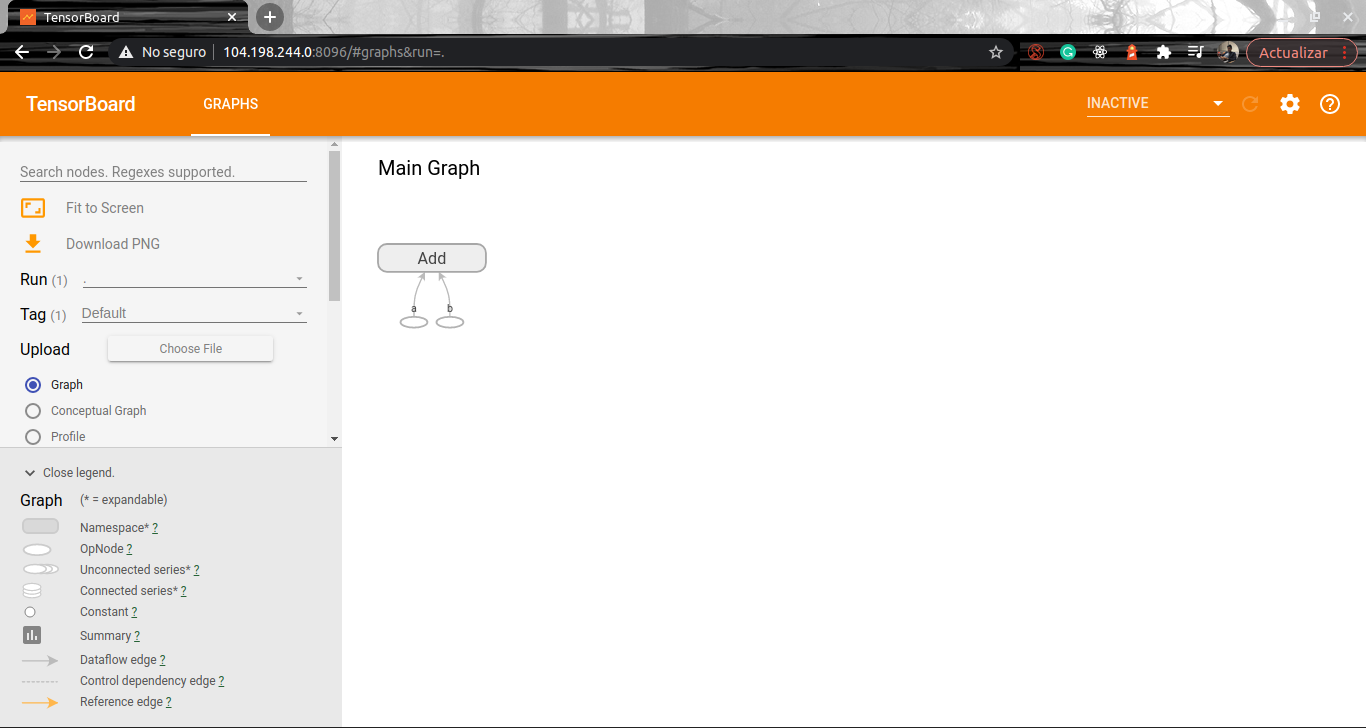 TensorBoard
No seguro
104.198.244.0:8096/#graphs&run=.
Actualizar
TensorBoard
GRAPHS
INACTIVE
Search nodes. Regexes supported.
Fit to Screen
Download PNG
Run (1) .
Tag (1) Default
Upload Choose File
Graph
Conceptual Graph
Profile
Close legend.
Graph (* = expandable)
Namespace* ?
OpNode ?
Unconnected series* ?
Connected series* ?
Constant ?
Summary ?
Dataflow edge ?
Control dependency edge ?
Reference edge ?
Main Graph
Add
a b